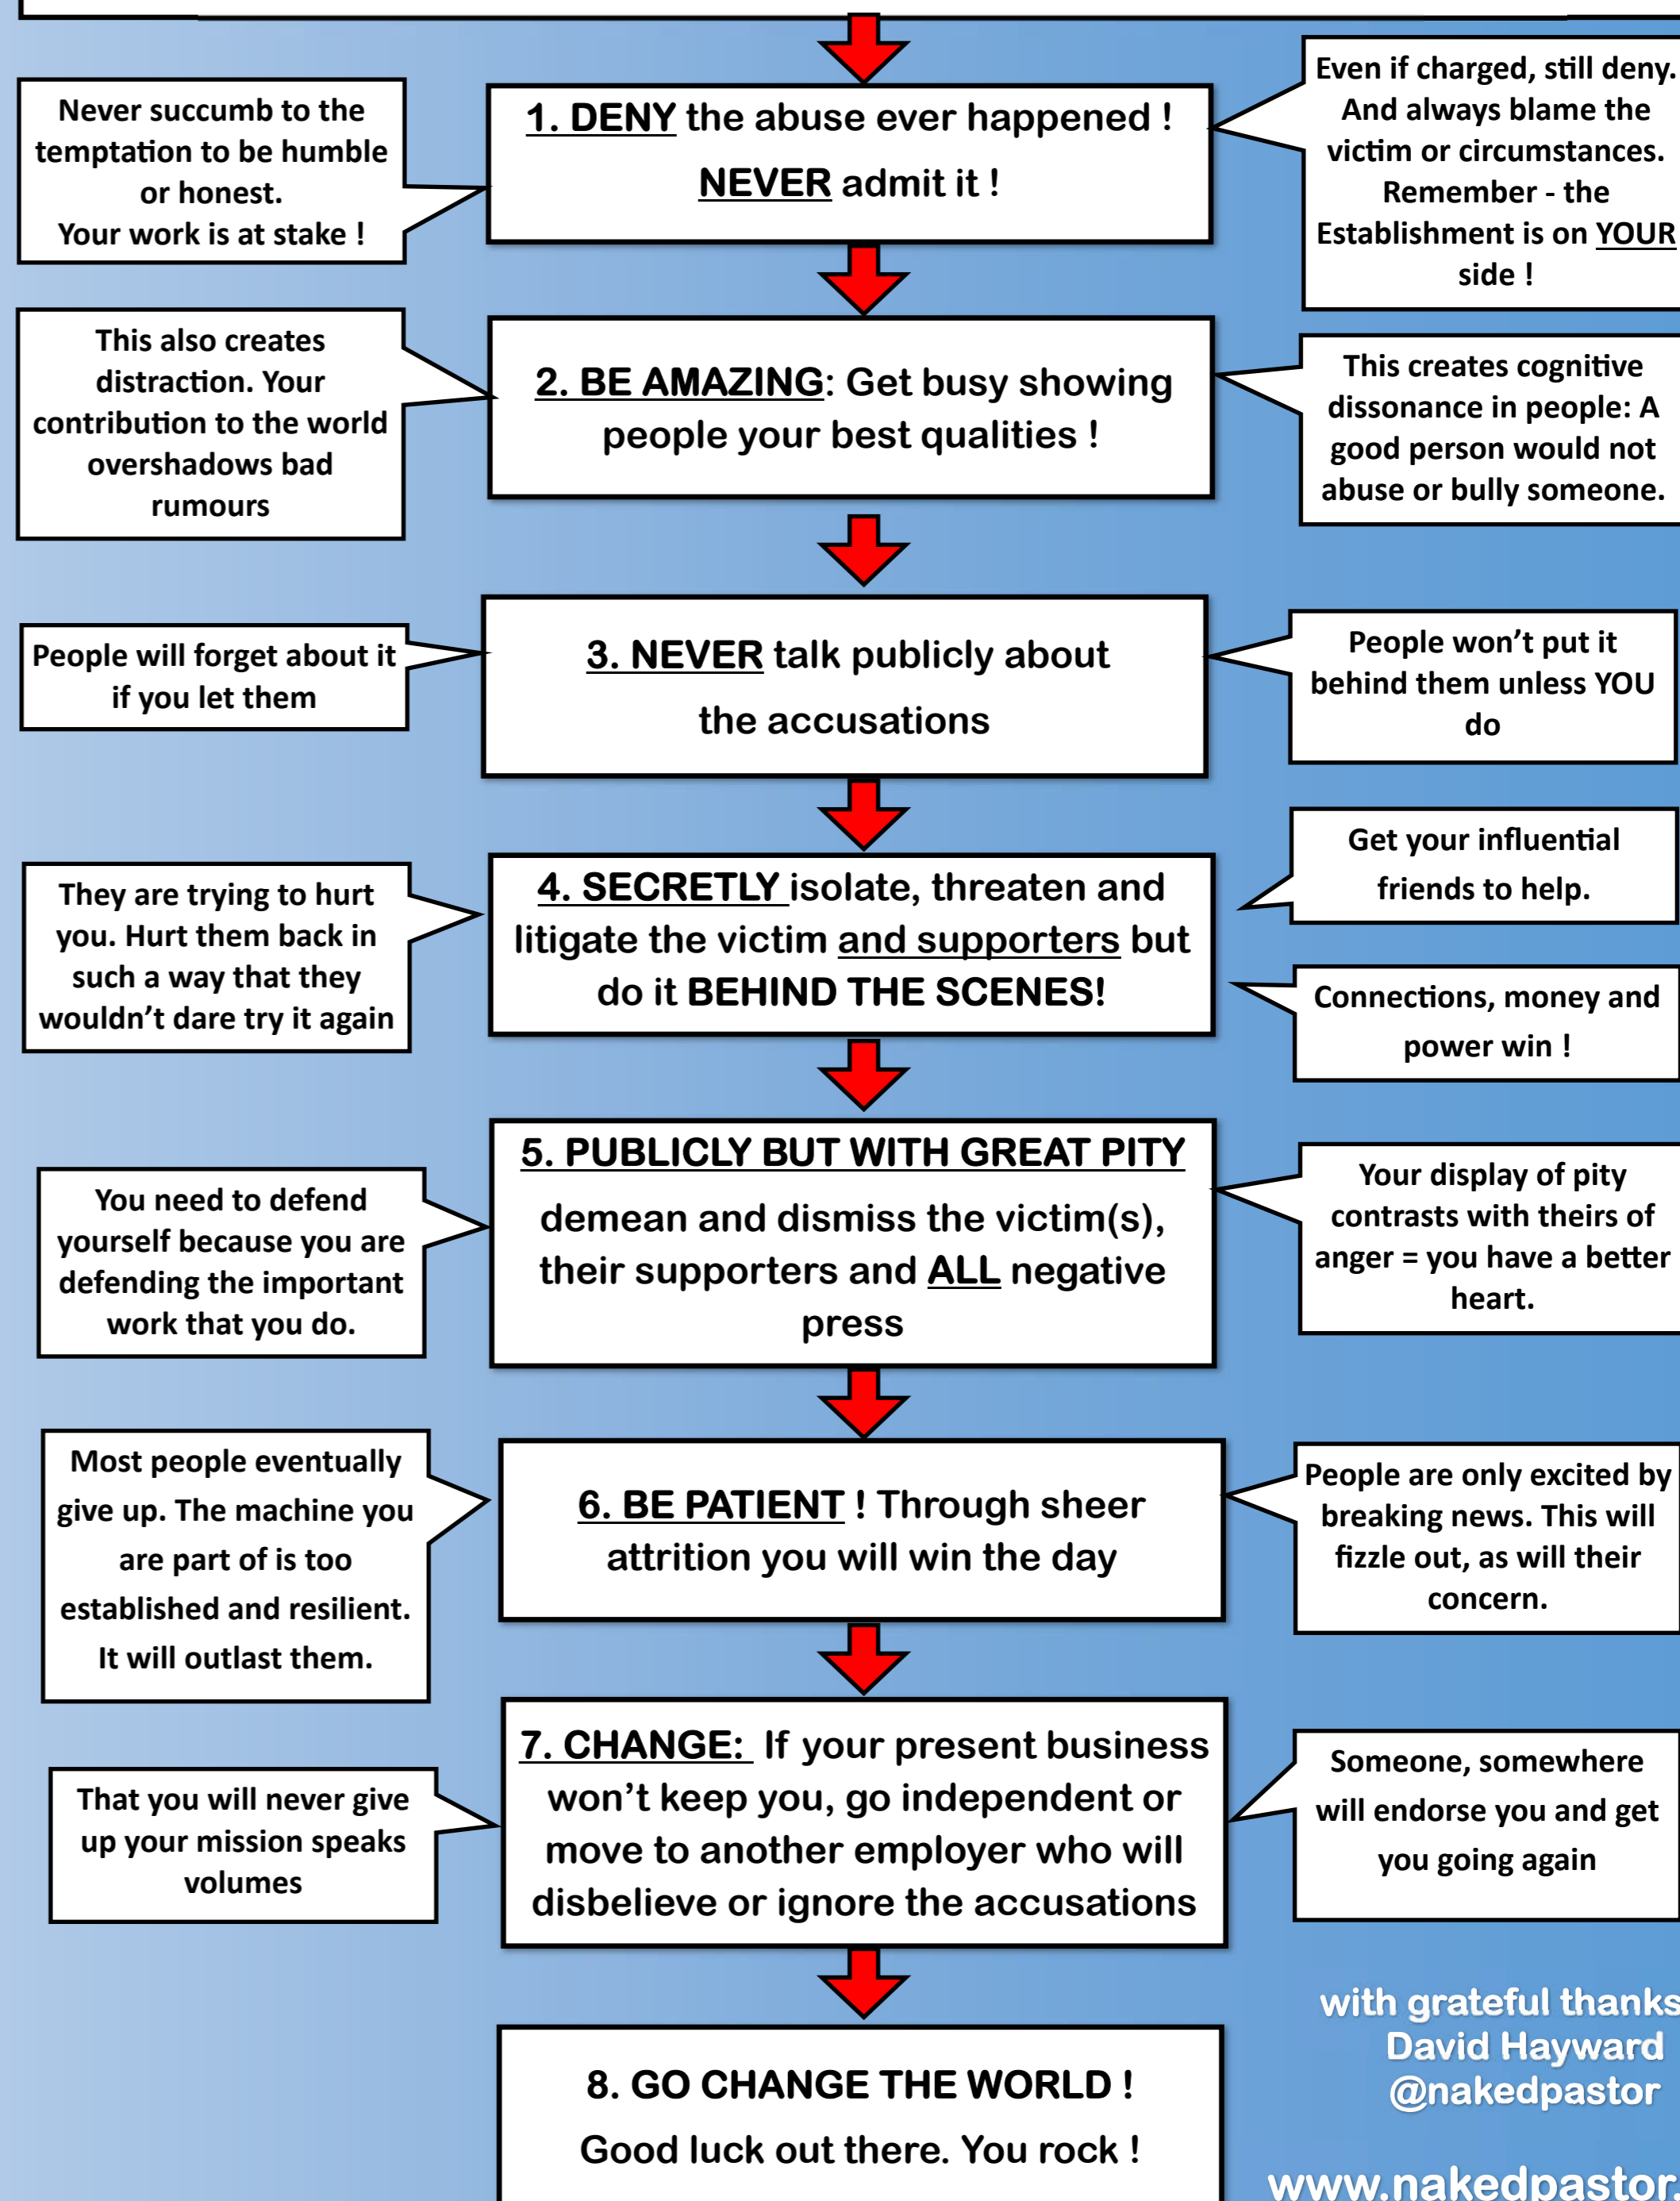 1. DENY the abuse ever happened !
NEVER admit it !
Never succumb to the
temptation to be humble
or honest.
Your work is at stake !
Even if charged, still deny.
And always blame the
victim or circumstances.
Remember - the
Establishment is on YOUR
side !
2. BE AMAZING: Get busy showing
people your best qualities !
This also creates
distraction. Your
contribution to the world
overshadows bad
rumours
This creates cognitive
dissonance in people: A
good person would not
abuse or bully someone.
3. NEVER talk publicly about
the accusations
People will forget about it
if you let them
People won’t put it
behind them unless YOU
do
4. SECRETLY isolate, threaten and
litigate the victim and supporters but
do it BEHIND THE SCENES!
They are trying to hurt
you. Hurt them back in
such a way that they
wouldn’t dare try it again
Get your influential
friends to help.
Connections, money and
power win !
5. PUBLICLY BUT WITH GREAT PITY
demean and dismiss the victim(s),
their supporters and ALL negative
press
You need to defend
yourself because you are
defending the important
work that you do.
Your display of pity
contrasts with theirs of
anger = you have a better
heart.
6. BE PATIENT ! Through sheer
attrition you will win the day
Most people eventually
give up. The machine you
are part of is too
established and resilient.
It will outlast them.
People are only excited by
breaking news. This will
fizzle out, as will their
concern.
7. CHANGE: If your present business
won’t keep you, go independent or
move to another employer who will
disbelieve or ignore the accusations
That you will never give
up your mission speaks
volumes
Someone, somewhere
will endorse you and get
you going again
8. GO CHANGE THE WORLD !
Good luck out there. You rock !
with grateful thanks
David Hayward
@nakedpastor
www.nakedpastor.